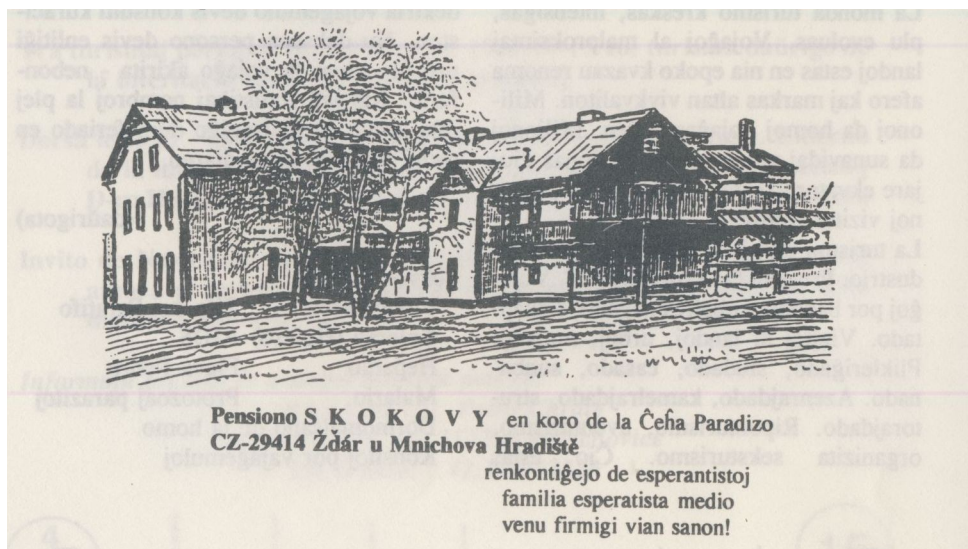 Pensiono S K O K O V Y en koro de la Ĉeĥa Paradizo
CZ-29414 Žďár u Mnichova Hradiště
renkontiĝejo de esperantistoj
familia esperatista medio
venu firmigi vian sanon!